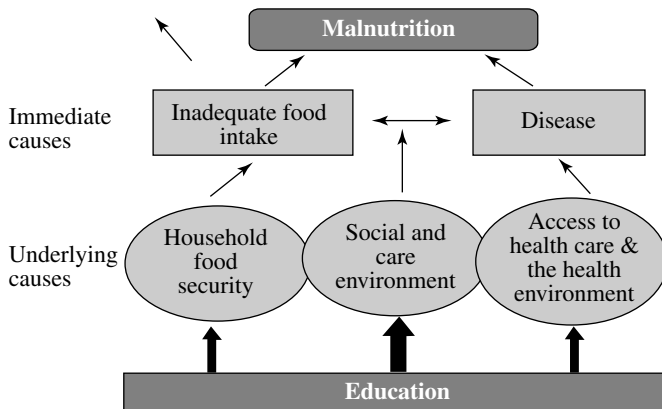 Malnutrition
Immediate
causes
Inadequate food
intake
Disease
Underlying
causes
Household
food
security
Social and
care
environment
Access to
health care &
the health
environment
Education